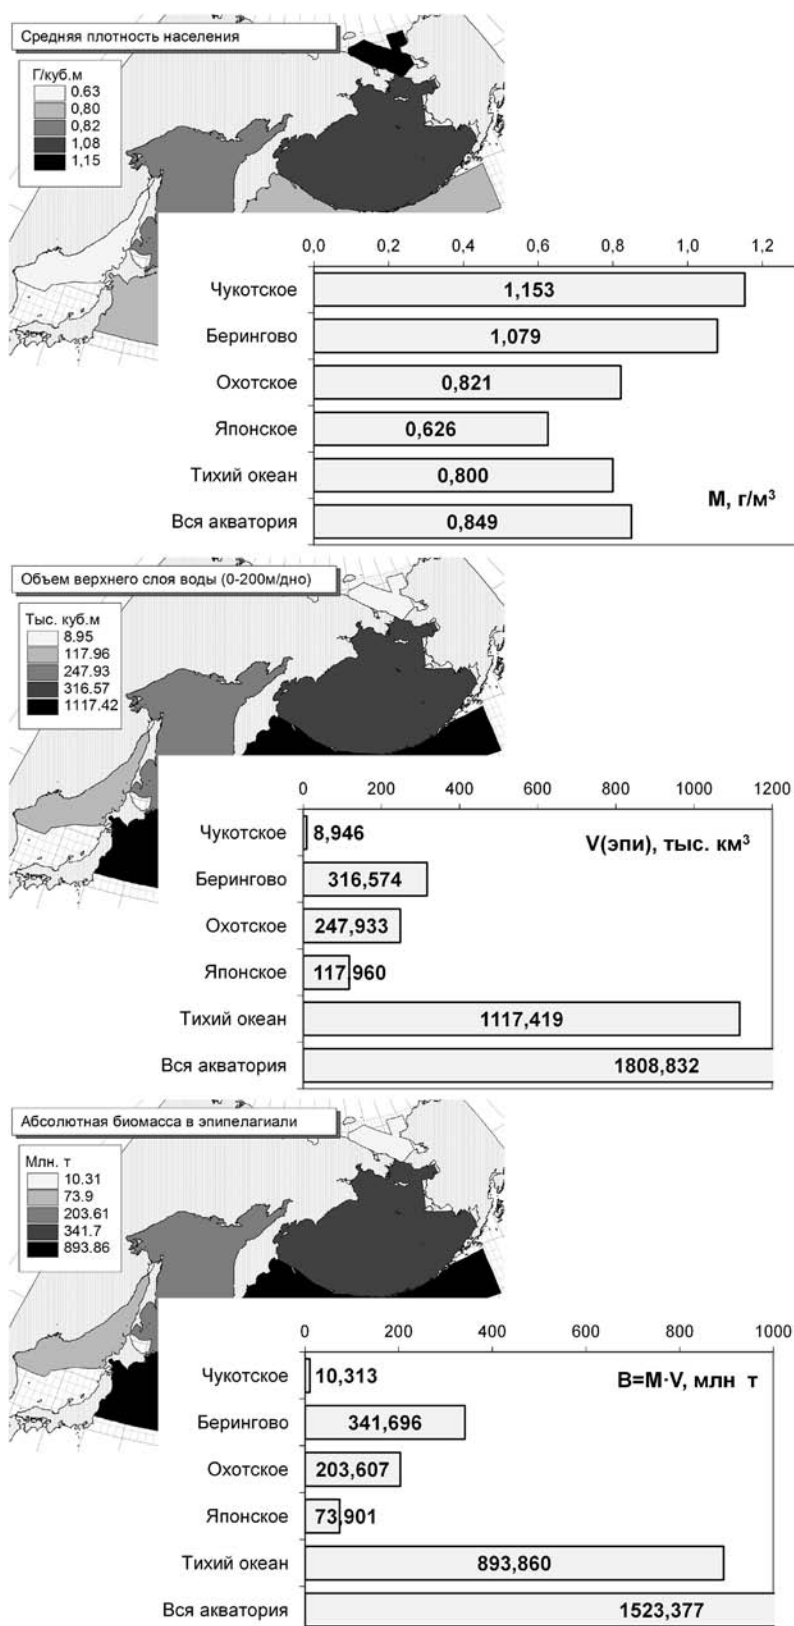 Средняя плотность населения
Г/куб.м
0.63
0,80
0,82
1,08
1,15
0,0 0,2 0,4 0,6 0,8 1,0 1,2
Чукотское 1,153
Берингово 1,079
Охотское 0,821
Японское 0,626
Тихий океан 0,800
М, г/м³
Вся акватория 0,849
Объем верхнего слоя воды (0-200м/дно)
Тыс. куб.м
8.95
117.96
247.93
316.57
1117.42
0 200 400 600 800 1000 1200
Чукотское 8,946 V(эпи), тыс. км³
Берингово 316,574
Охотское 247,933
Японское 117,960
Тихий океан 1117,419
Вся акватория 1808,832
Абсолютная биомасса в эпипелагиали
Млн. т
10.31
73.9
203.61
341.7
893.86
0 200 400 600 800 1000
Чукотское 10,313 B=M·V, млн т
Берингово 341,696
Охотское 203,607
Японское 73,901
Тихий океан 893,860
Вся акватория 1523,377